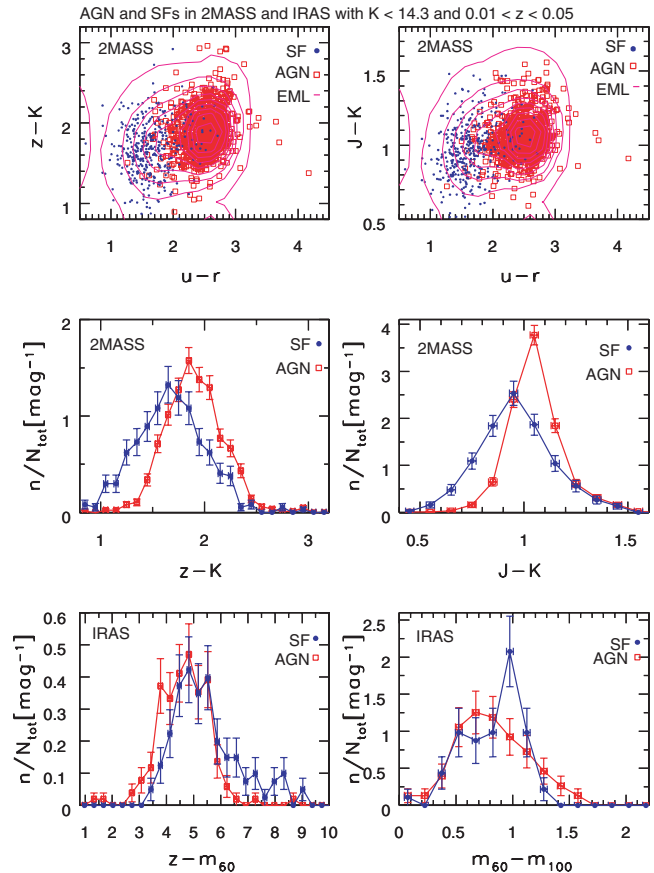 AGN and SFs in 2MASS and IRAS with K < 14.3 and 0.01 < z < 0.05
2MASS
SF
AGN
EML
z-K
3
2
1
1
2
3
4
u-r
2MASS
SF
AGN
EML
J-K
1.5
1
0.5
1
2
3
4
u-r
2MASS
SF
AGN
n/N_tot[mag⁻¹]
2
1
0
1
2
3
z-K
2MASS
SF
AGN
n/N_tot[mag⁻¹]
4
3
2
1
0
0.5
1
1.5
J-K
IRAS
SF
AGN
n/N_tot[mag⁻¹]
0.6
0.5
0.4
0.3
0.2
0.1
0
1 2 3 4 5 6 7 8 9 10
z-m₆₀
IRAS
SF
AGN
n/N_tot[mag⁻¹]
2.5
2
1.5
1
0.5
0
0 0.5 1 1.5 2
m₆₀-m₁₀₀